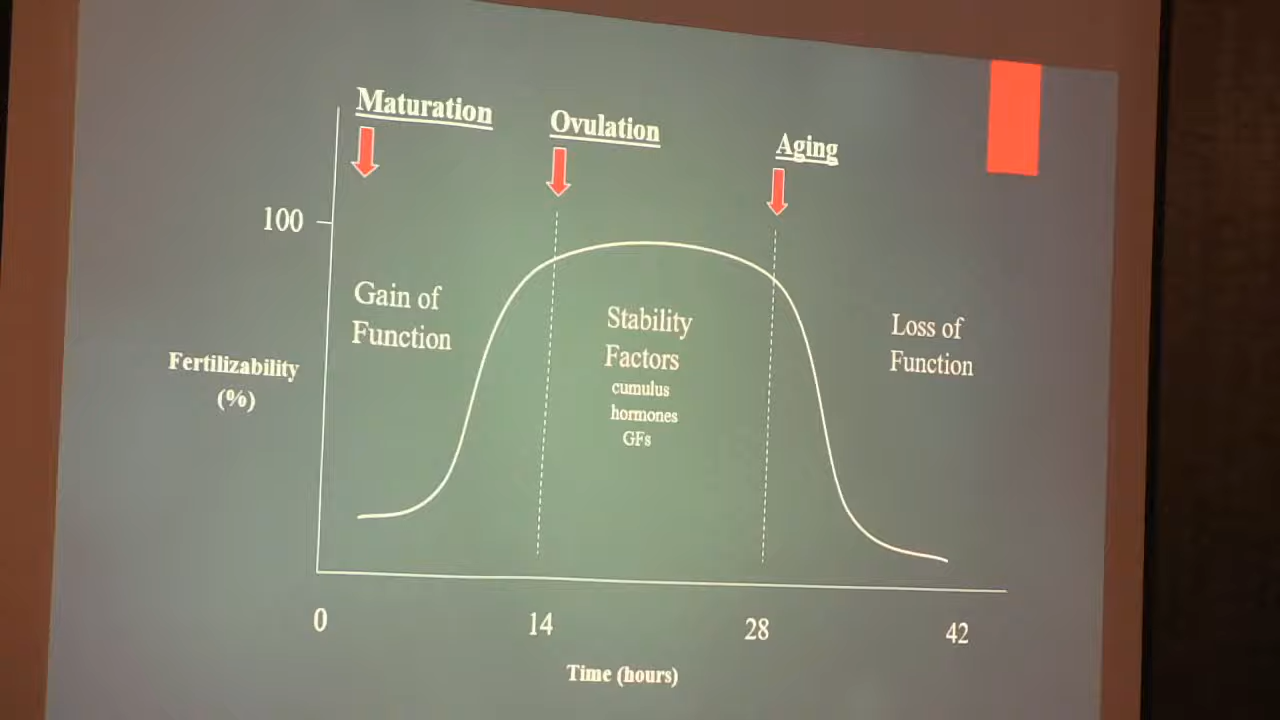 Maturation
Ovulation
Aging
100
Gain of
Function
Stability
Factors
cumulus
hormones
GFs
Loss of
Function
Fertilizability
(%)
0
14
28
42
Time (hours)